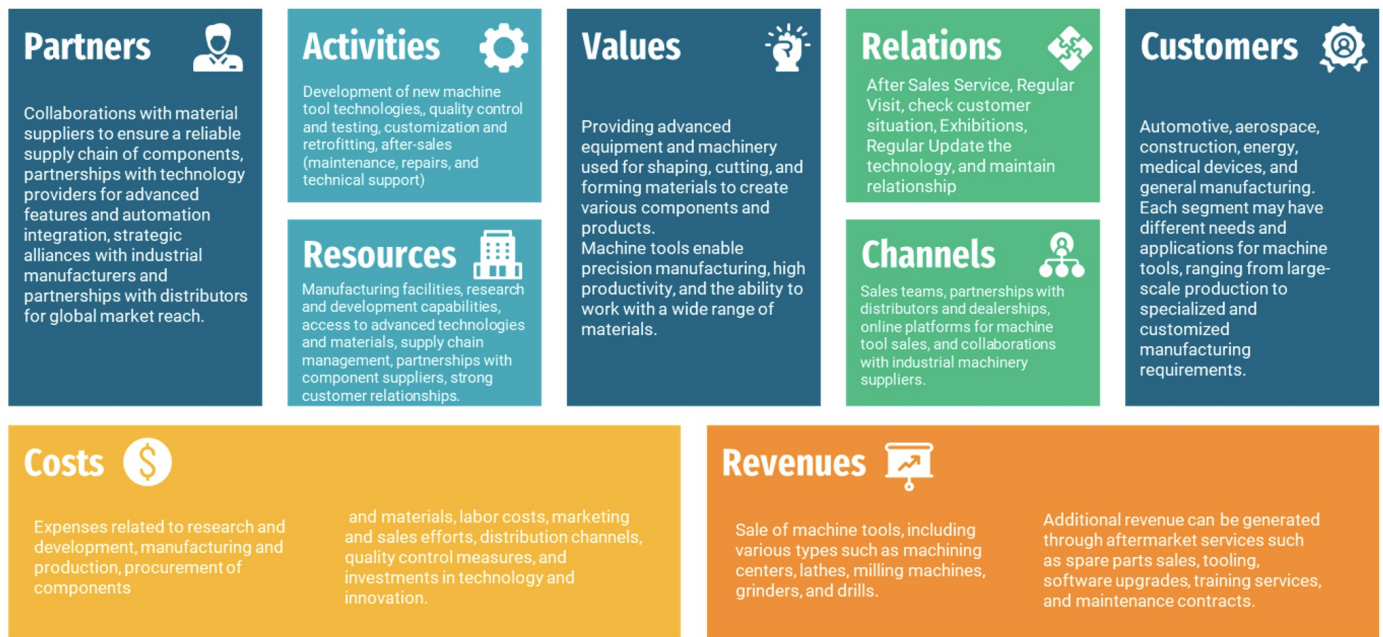 Partners
Collaborations with material
suppliers to ensure a reliable
supply chain of components,
partnerships with technology
providers for advanced
features and automation
integration, strategic
alliances with industrial
manufacturers and
partnerships with distributors
for global market reach.
Activities
Development of new machine
tool technologies,, quality control
and testing, customization and
retrofitting, after-sales
(maintenance, repairs, and
technical support)
Resources
Manufacturing facilities, research
and development capabilities,
access to advanced technologies
and materials, supply chain
management, partnerships with
component suppliers, strong
customer relationships.
Values
Providing advanced
equipment and machinery
used for shaping, cutting, and
forming materials to create
various components and
products.
Machine tools enable
precision manufacturing, high
productivity, and the ability to
work with a wide range of
materials.
Relations
After Sales Service, Regular
Visit, check customer
situation, Exhibitions,
Regular Update the
technology, and maintain
relationship
Channels
Sales teams, partnerships with
distributors and dealerships,
online platforms for machine
tool sales, and collaborations
with industrial machinery
suppliers.
Customers
Automotive, aerospace,
construction, energy,
medical devices, and
general manufacturing.
Each segment may have
different needs and
applications for machine
tools, ranging from large-
scale production to
specialized and
customized
manufacturing
requirements.
Costs
Expenses related to research and
development, manufacturing and
production, procurement of
components
and materials, labor costs, marketing
and sales efforts, distribution channels,
quality control measures, and
investments in technology and
innovation.
Revenues
Sale of machine tools, including
various types such as machining
centers, lathes, milling machines,
grinders, and drills.
Additional revenue can be generated
through aftermarket services such
as spare parts sales, tooling,
software upgrades, training services,
and maintenance contracts.